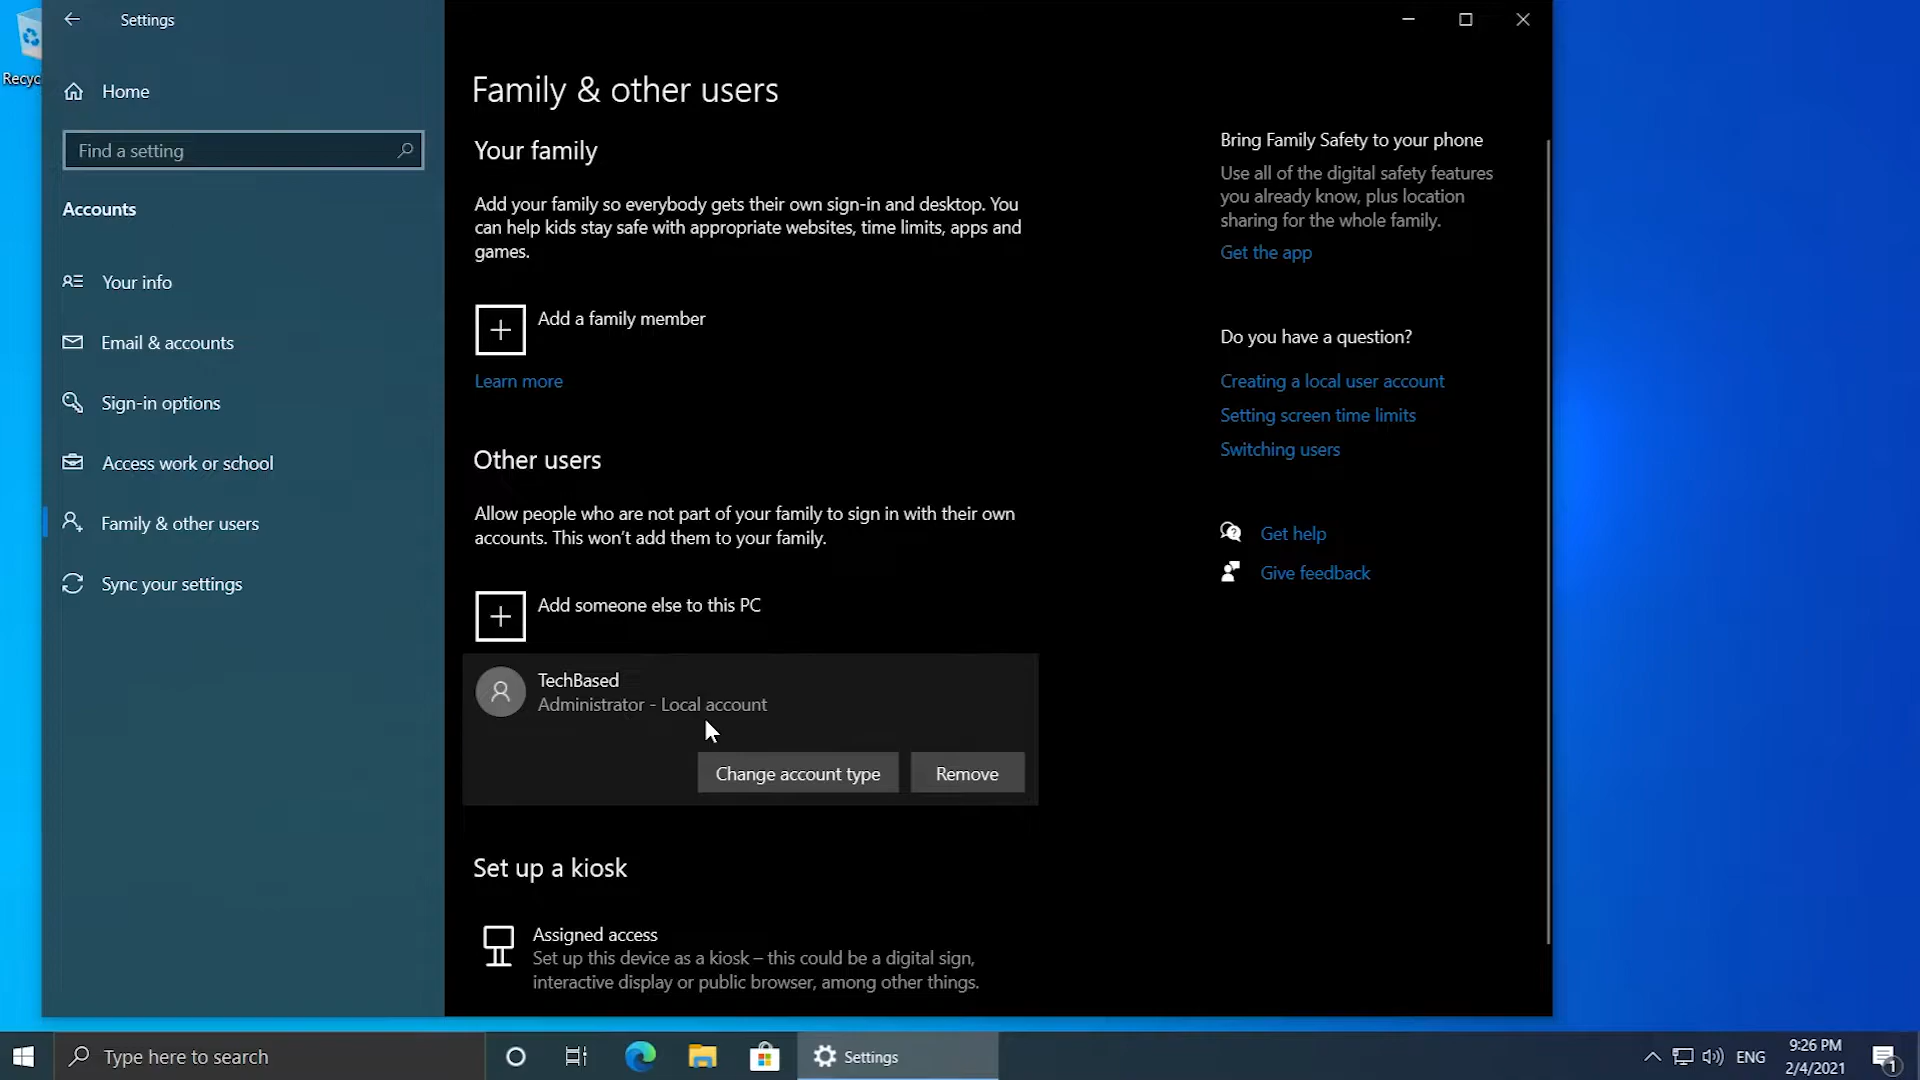 Recyc
Settings
Home
Find a setting
Accounts
Your info
Email & accounts
Sign-in options
Access work or school
Family & other users
Sync your settings
Family & other users
Your family
Add your family so everybody gets their own sign-in and desktop. You
can help kids stay safe with appropriate websites, time limits, apps and
games.
Add a family member
Learn more
Other users
Allow people who are not part of your family to sign in with their own
accounts. This won't add them to your family.
Add someone else to this PC
TechBased
Administrator - Local account
Change account type
Remove
Set up a kiosk
Assigned access
Set up this device as a kiosk – this could be a digital sign,
interactive display or public browser, among other things.
Bring Family Safety to your phone
Use all of the digital safety features
you already know, plus location
sharing for the whole family.
Get the app
Do you have a question?
Creating a local user account
Setting screen time limits
Switching users
Get help
Give feedback
Type here to search
Settings
ENG
9:26 PM
2/4/2021
1